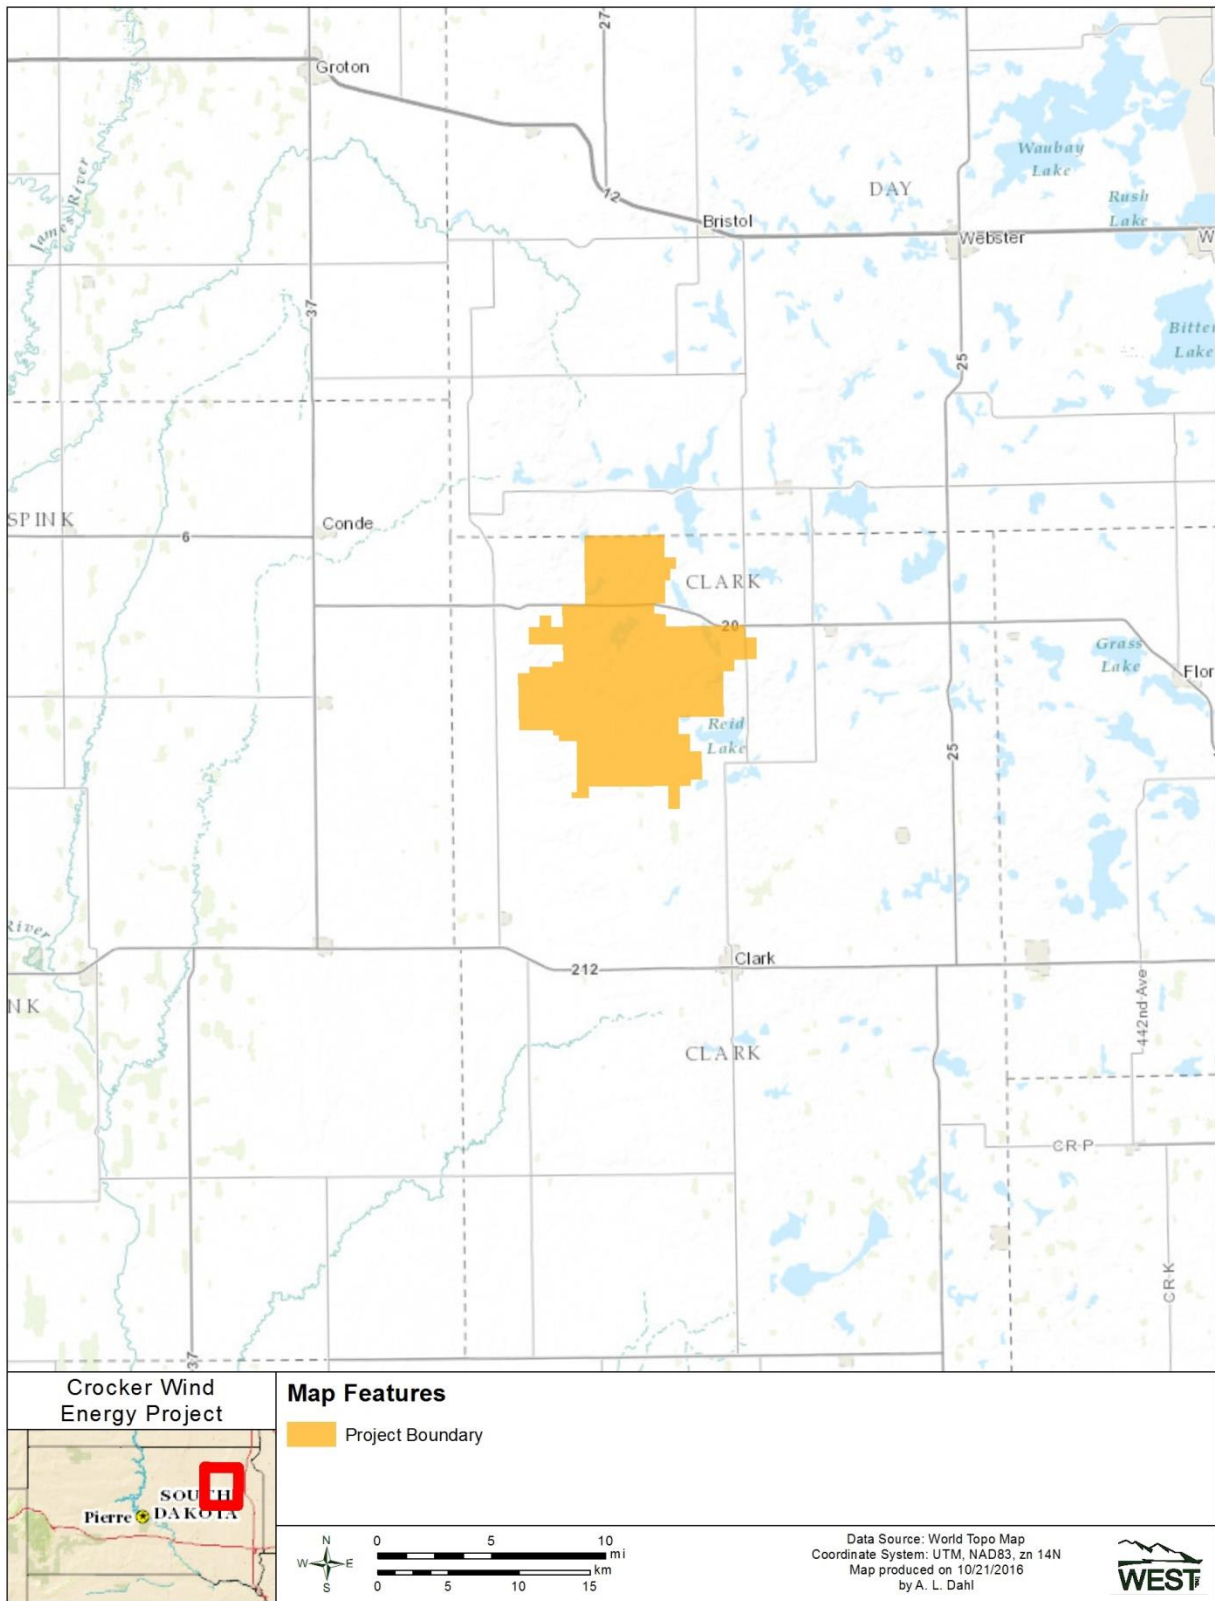 27
Groton
James River
Waubay
Lake
DAY
Rush
Lake
12
Bristol
Webster
W
37
Bitter
Lake
25
SPINK
Conde
6
CLARK
20
Grass
Lake
Flor
Reid
Lake
25
River
Clark
212
NK
442nd Ave
CLARK
CR P
CR K
37
Crocker Wind
Energy Project
Map Features
Project Boundary
SOUTH
DAKOTA
Pierre
N
W E
S
0 5 10
mi
km
0 5 10 15
Data Source: World Topo Map
Coordinate System: UTM, NAD83, zn 14N
Map produced on 10/21/2016
by A. L. Dahl
WEST